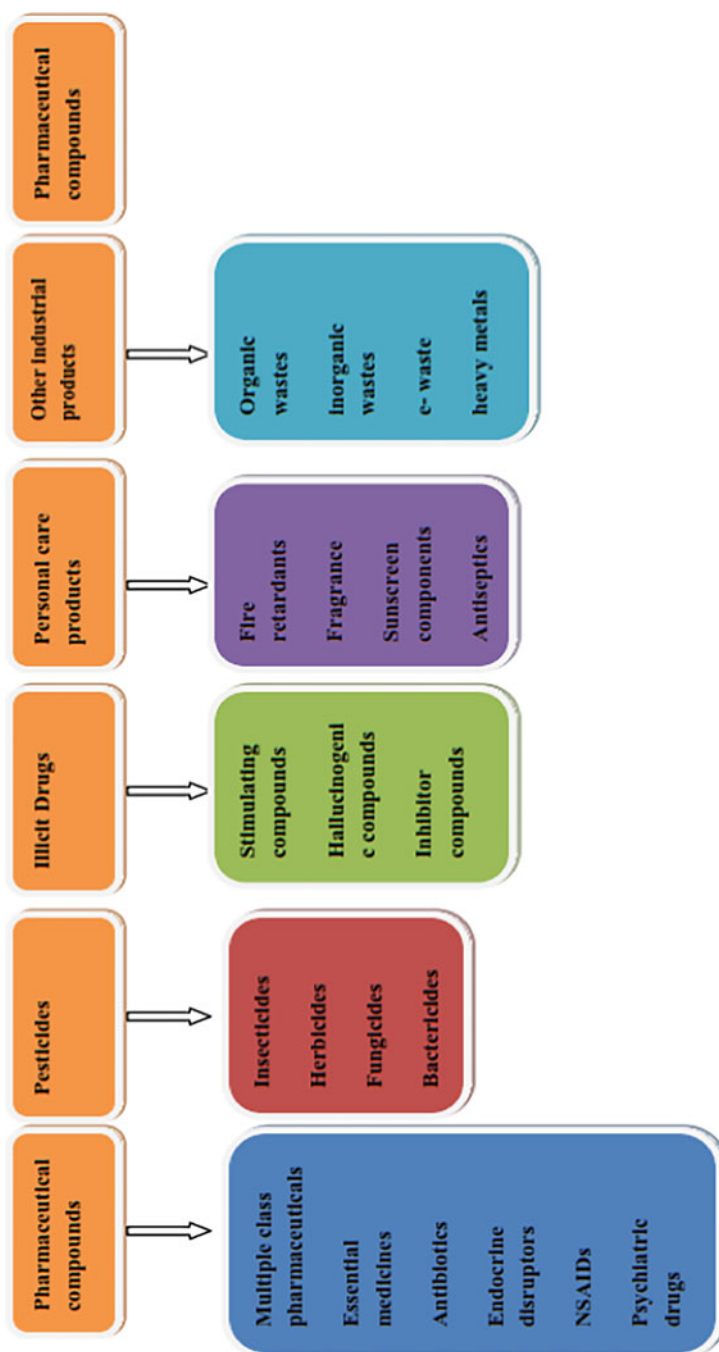 Pharmaceutical
compounds
Pesticides
Illicit Drugs
Personal care
products
Other industrial
products
Pharmaceutical
compounds
Multiple class
pharmaceuticals
Essential
medicines
Antibiotics
Endocrine
disruptors
NSAIDs
Psychiatric
drugs
Insecticides
Herbicides
Fungicides
Bactericides
Stimulating
compounds
Hallucinogeni
c compounds
Inhibitor
compounds
Fire
retardants
Fragrance
Sunscreen
components
Antiseptics
Organic
wastes
inorganic
wastes
e- waste
heavy metals